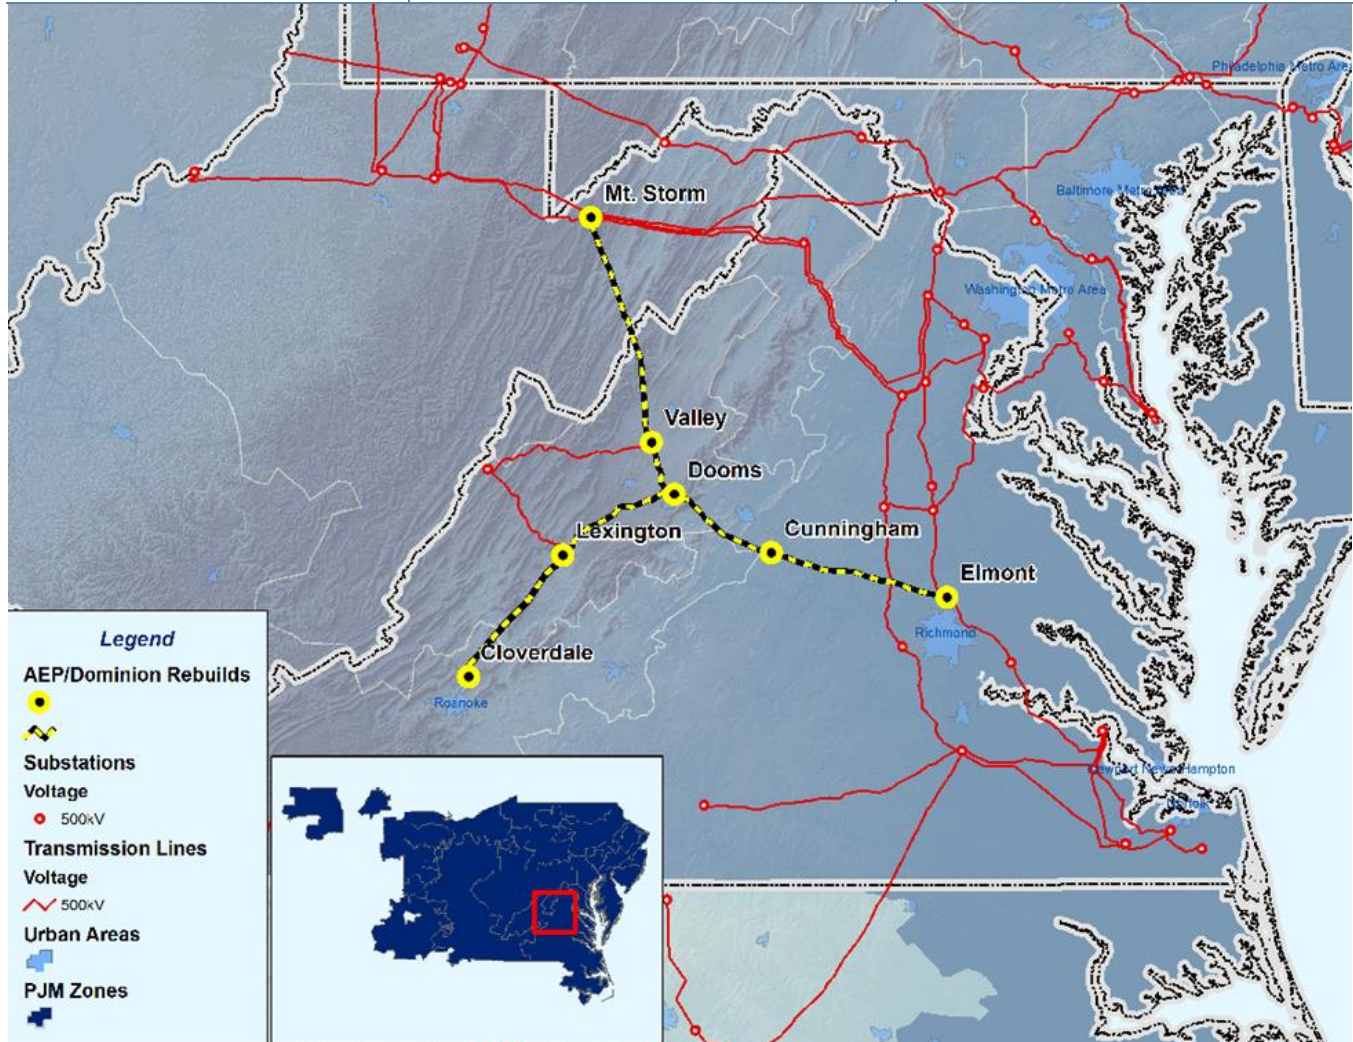 Philadelphia Metro Area
Mt. Storm
Baltimore Metro Area
Washington Metro Area
Valley
Dooms
Lexington
Cunningham
Elmont
Richmond
Cloverdale
Roanoke
Newport News-Hampton
Norfolk
Legend
AEP/Dominion Rebuilds
Substations
Voltage
500kV
Transmission Lines
Voltage
500kV
Urban Areas
PJM Zones